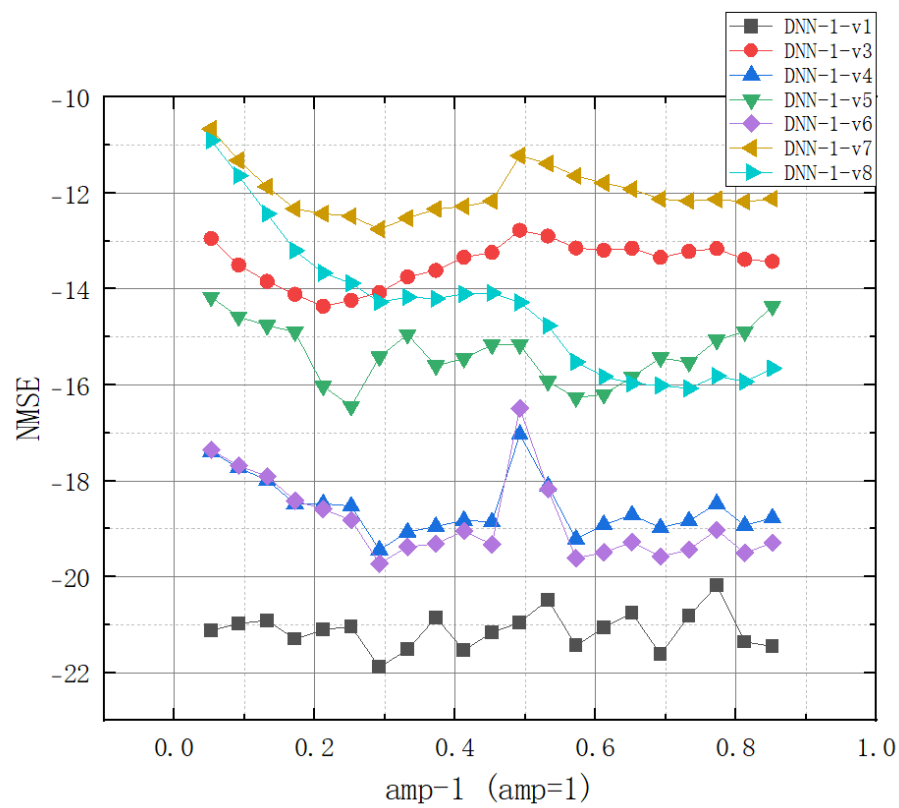 DNN-1-v1
DNN-1-v3
DNN-1-v4
DNN-1-v5
DNN-1-v6
DNN-1-v7
DNN-1-v8
-10
-12
-14
-16
-18
-20
-22
NMSE
0.0 0.2 0.4 0.6 0.8 1.0
amp-1 (amp=1)